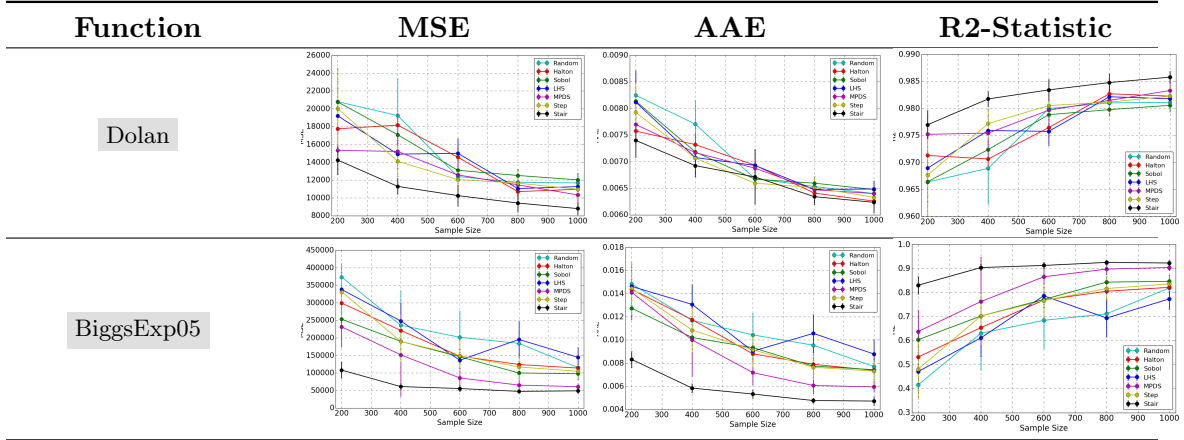 Function MSE AAE R2-Statistic
Dolan
26000
24000
22000
20000
18000
16000
14000
12000
10000
8000
200 300 400 500 600 700 800 900 1000
Sample Size
Random
Halton
Sobol
LHS
MPDS
Step
Stair
0.0090
0.0085
0.0080
0.0075
0.0070
0.0065
0.0060
200 300 400 500 600 700 800 900 1000
Sample Size
Random
Halton
Sobol
LHS
MPDS
Step
Stair
0.990
0.985
0.980
0.975
0.970
0.965
0.960
200 300 400 500 600 700 800 900 1000
Sample Size
Random
Halton
Sobol
LHS
MPDS
Step
Stair
BiggsExp05
450000
400000
350000
300000
250000
200000
150000
100000
50000
0
200 300 400 500 600 700 800 900 1000
Sample Size
Random
Halton
Sobol
LHS
MPDS
Step
Stair
0.018
0.016
0.014
0.012
0.010
0.008
0.006
0.004
200 300 400 500 600 700 800 900 1000
Sample Size
Random
Halton
Sobol
LHS
MPDS
Step
Stair
1.0
0.9
0.8
0.7
0.6
0.5
0.4
0.3
200 300 400 500 600 700 800 900 1000
Sample Size
Random
Halton
Sobol
LHS
MPDS
Step
Stair